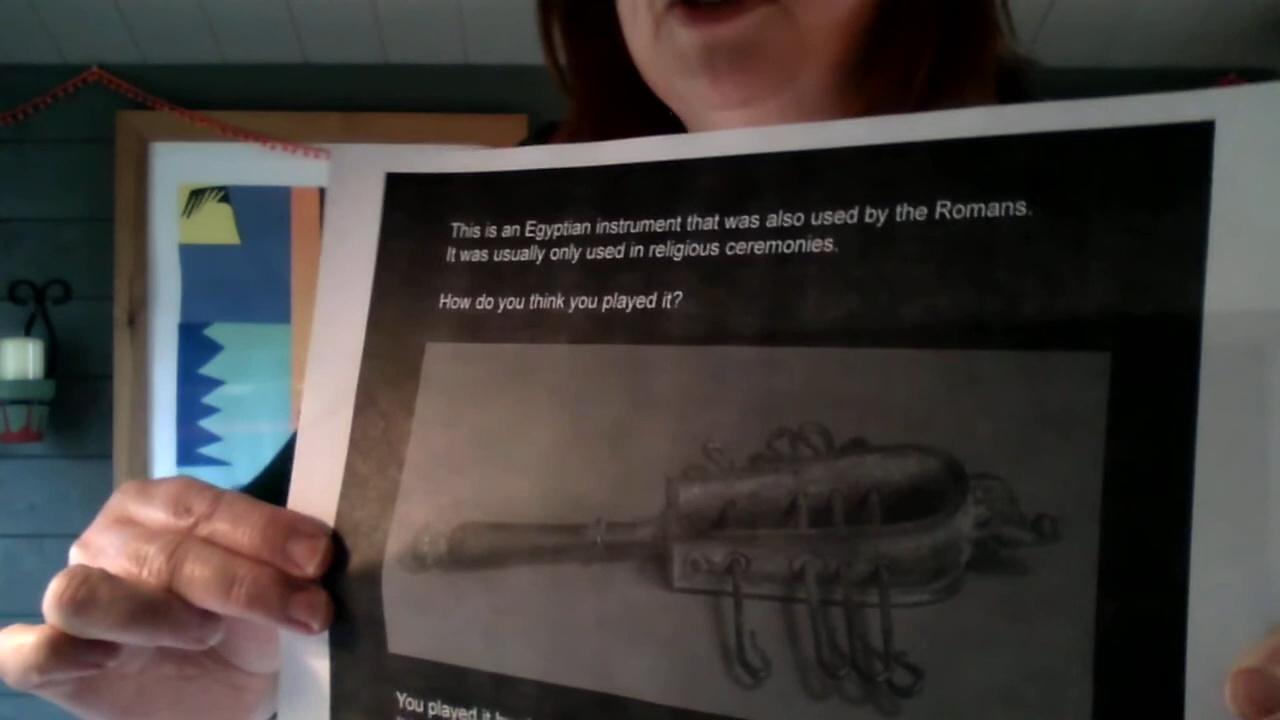 This is an Egyptian instrument that was also used by the Romans.
It was usually only used in religious ceremonies.
How do you think you played it?
You played it